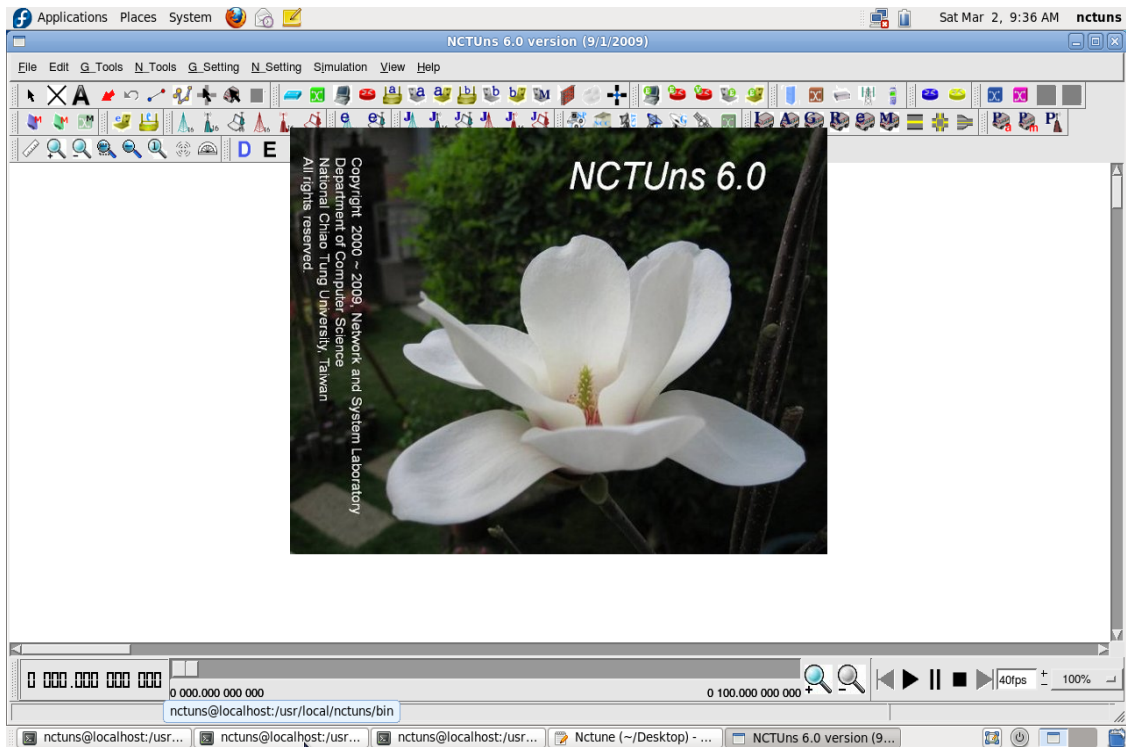 Applications Places System
Sat Mar 2, 9:36 AM nctuns
NCTUns 6.0 version (9/1/2009)
File Edit G_Tools N_Tools G_Setting N_Setting Simulation View Help
D E
NCTUns 6.0
Copyright 2000 ~ 2009, Network and System Laboratory
Department of Computer Science
National Chiao Tung University, Taiwan
All rights reserved.
0 000.000 000 000
0 000.000 000 000
0 100.000 000 000
40fps
100%
nctuns@localhost:/usr/local/nctuns/bin
nctuns@localhost:/usr...
nctuns@localhost:/usr...
nctuns@localhost:/usr...
Nctune (~/Desktop) - ...
NCTUns 6.0 version (9...